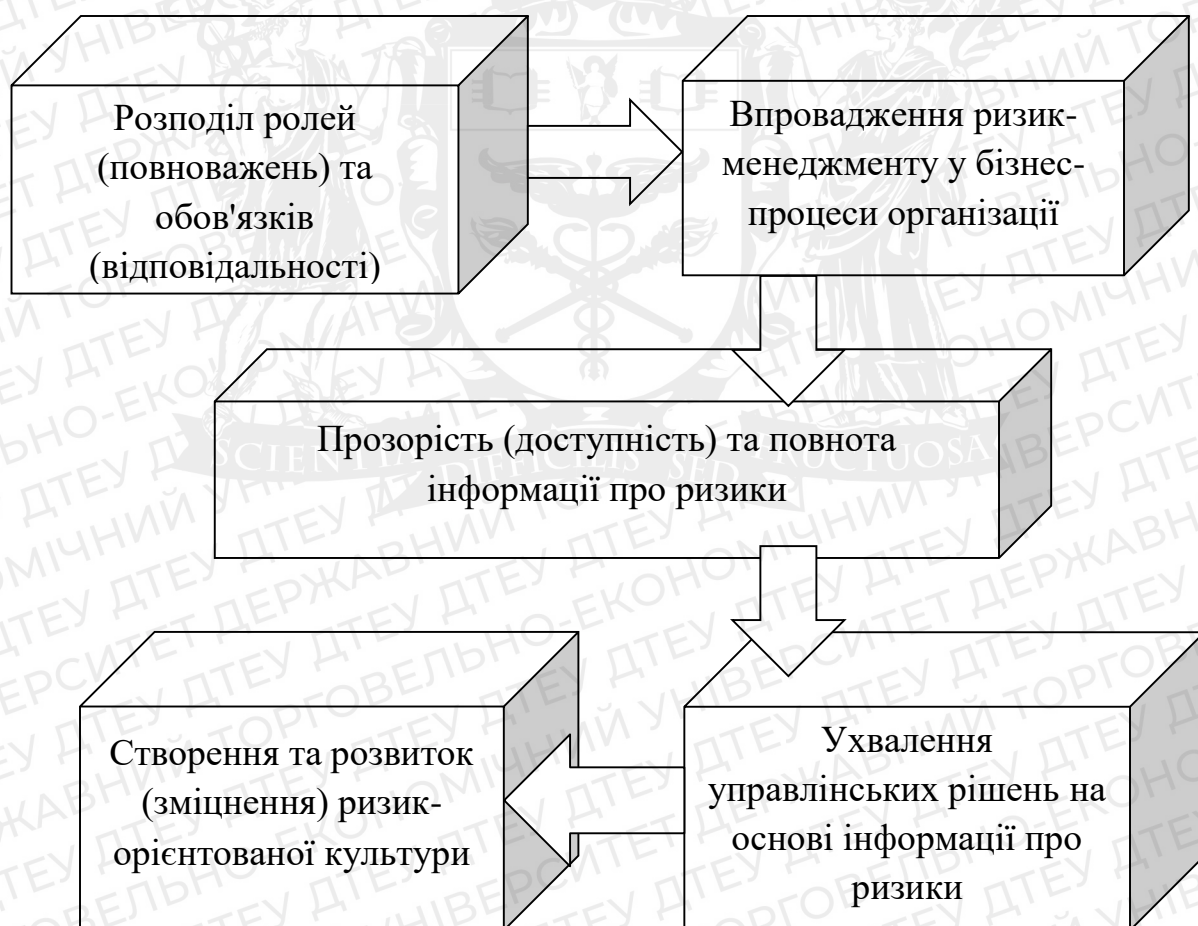 Розподіл ролей
(повноважень) та
обов'язків
(відповідальності)
Впровадження ризик-
менеджменту у бізнес-
процеси організації
Прозорість (доступність) та повнота
інформації про ризики
Ухвалення
управлінських рішень на
основі інформації про
ризики
Створення та розвиток
(зміцнення) ризик-
орієнтованої культури